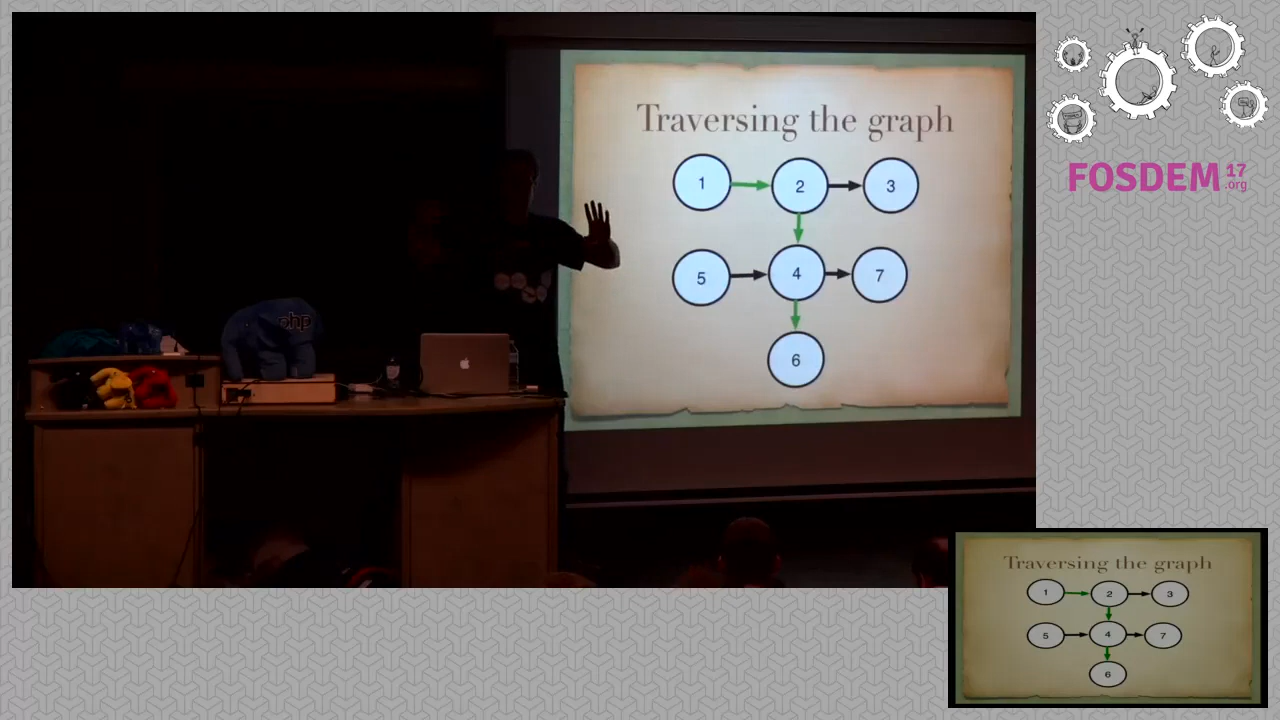 Traversing the graph
1 2 3
5 4 7
6
php
FOSDEM 17
.org
Traversing the graph
1 2 3
5 4 7
6